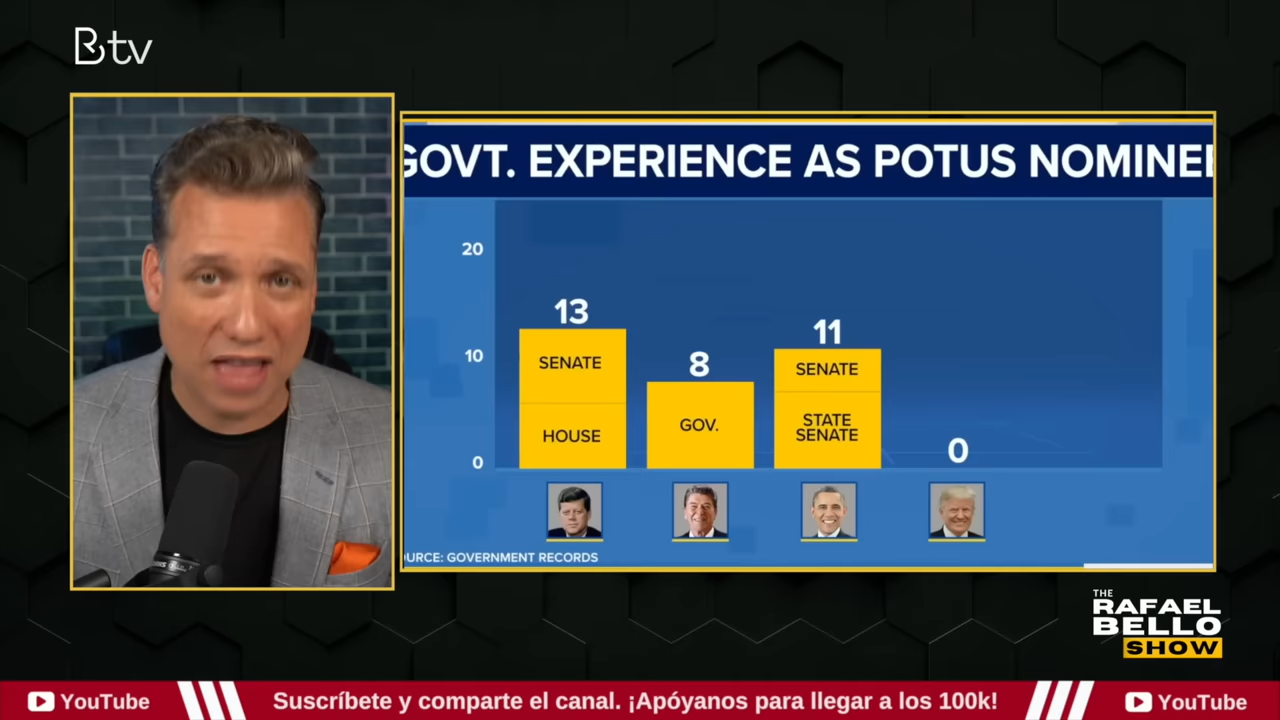 Btv
GOVT. EXPERIENCE AS POTUS NOMINEE
20
10
0
13
SENATE
HOUSE
8
GOV.
11
SENATE
STATE
SENATE
0
OURCE: GOVERNMENT RECORDS
THE
RAFAEL
BELLO
SHOW
YouTube
Suscríbete y comparte el canal. ¡Apóyanos para llegar a los 100k!
YouTube